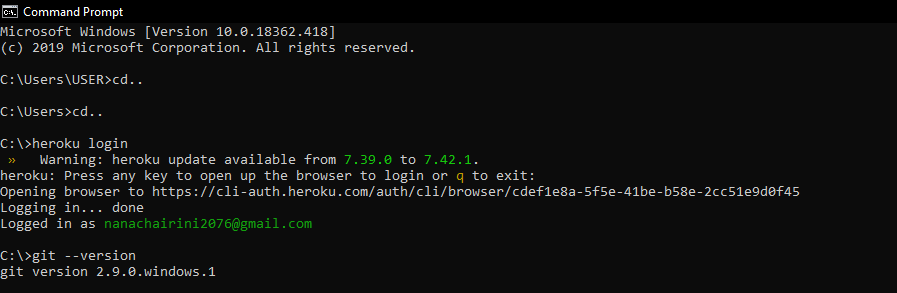 Command Prompt
Microsoft Windows [Version 10.0.18362.418]
(c) 2019 Microsoft Corporation. All rights reserved.
C:\Users\USER>cd..
C:\Users>cd..
C:\>heroku login
» Warning: heroku update available from 7.39.0 to 7.42.1.
heroku: Press any key to open up the browser to login or q to exit:
Opening browser to https://cli-auth.heroku.com/auth/cli/browser/cdef1e8a-5f5e-41be-b58e-2cc51e9d0f45
Logging in... done
Logged in as nanachairini2076@gmail.com
C:\>git --version
git version 2.9.0.windows.1